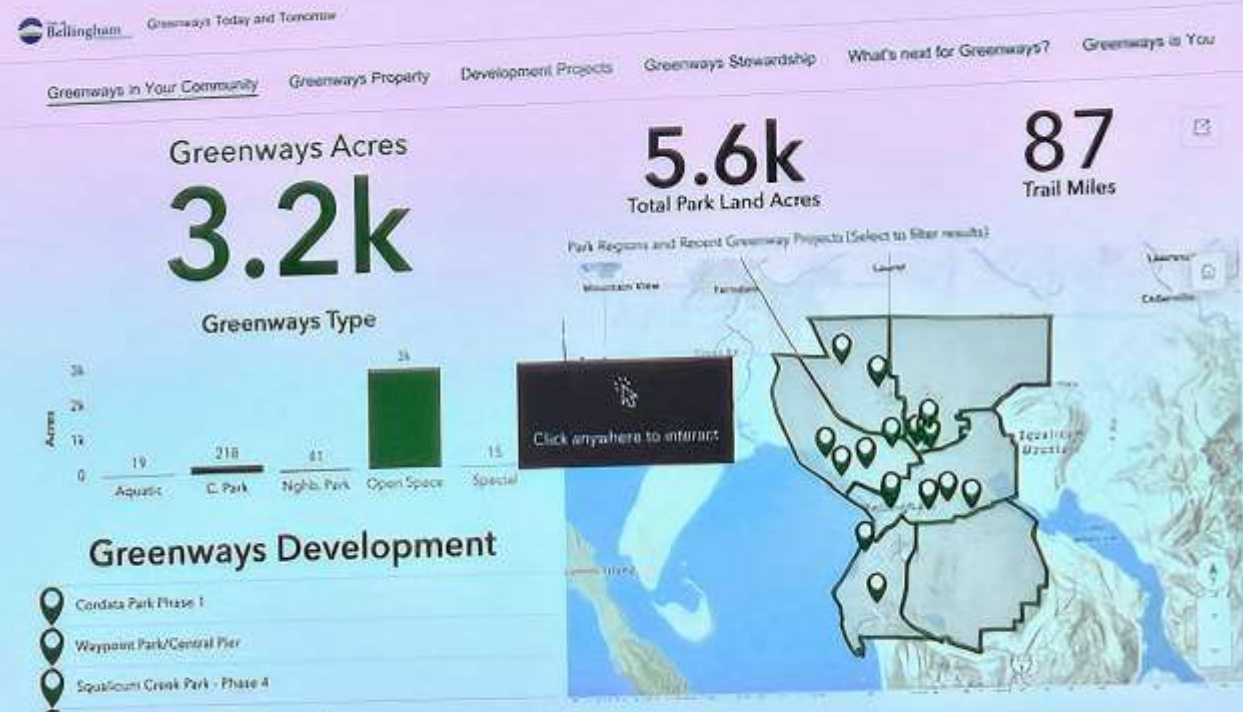 Bellingham
Greenways Today and Tomorrow
Greenways in Your Community
Greenways Property
Development Projects
Greenways Stewardship
What's next for Greenways?
Greenways is You
Greenways Acres
3.2k
5.6k
Total Park Land Acres
87
Trail Miles
Park Regions and Recent Greenway Projects (Select to filter results)
Greenways Type
Acres
3k
2k
1k
0
19
218
41
3k
15
Aquatic
C. Park
Nghb. Park
Open Space
Special
Click anywhere to interact
Mountain View
Ferndale
Laurel
Squalicum
Mountain
Island
Greenways Development
Cordata Park Phase 1
Waypoint Park/Central Pier
Squalicum Creek Park - Phase 4